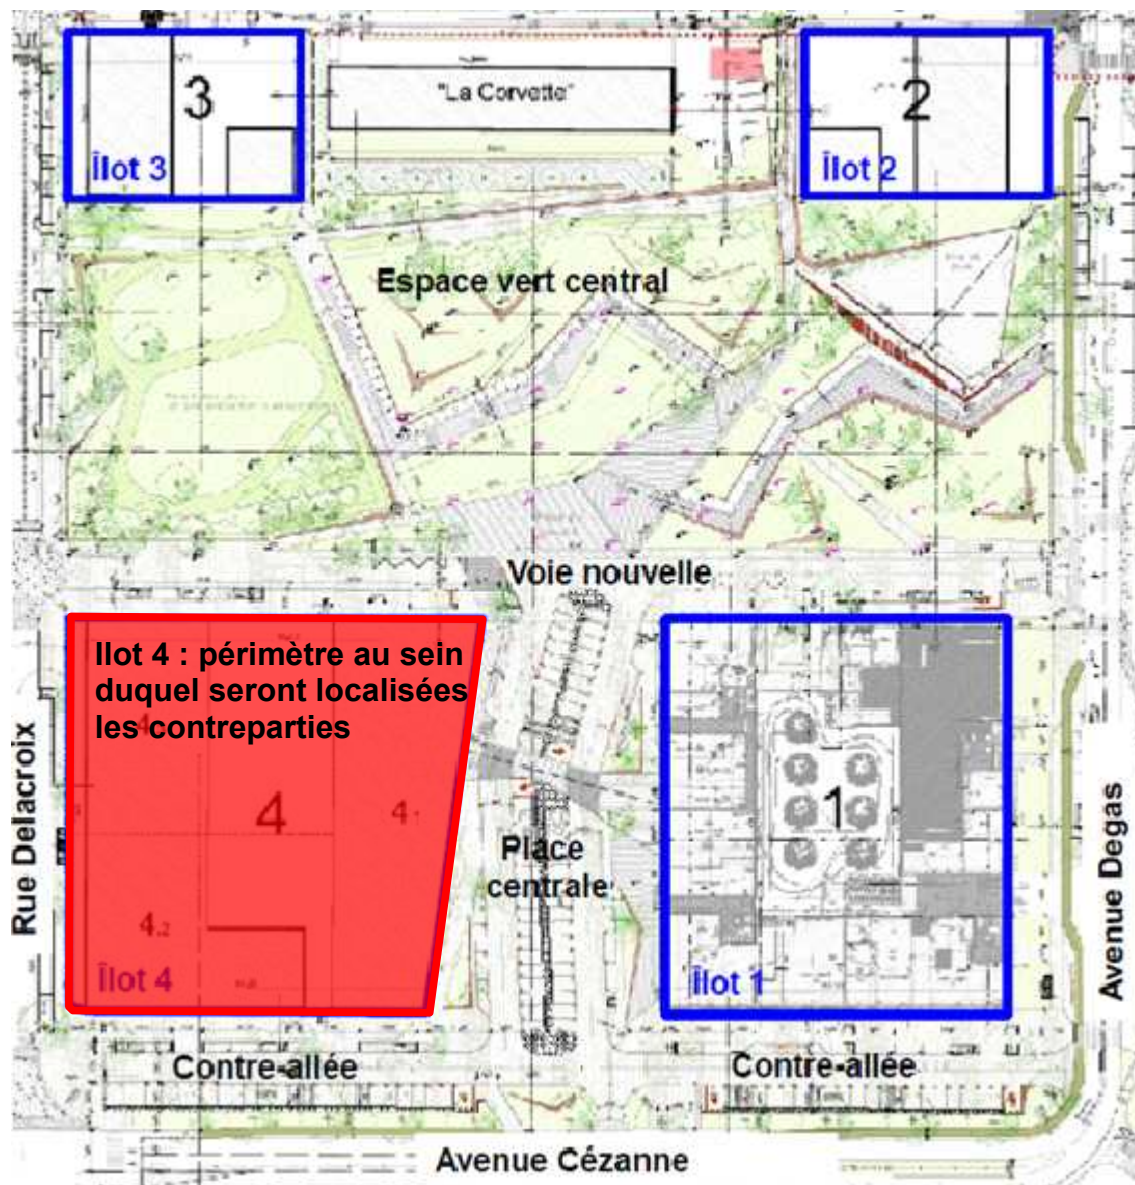 3
"La Corvette"
2
Îlot 3
Îlot 2
Espace vert central
Voie nouvelle
Ilot 4 : périmètre au sein
duquel seront localisées
les contreparties
Rue Delacroix
4
4.
1
Place
centrale
Avenue Degas
4.2
Îlot 4
Îlot 1
Contre-allée
Contre-allée
Avenue Cézanne